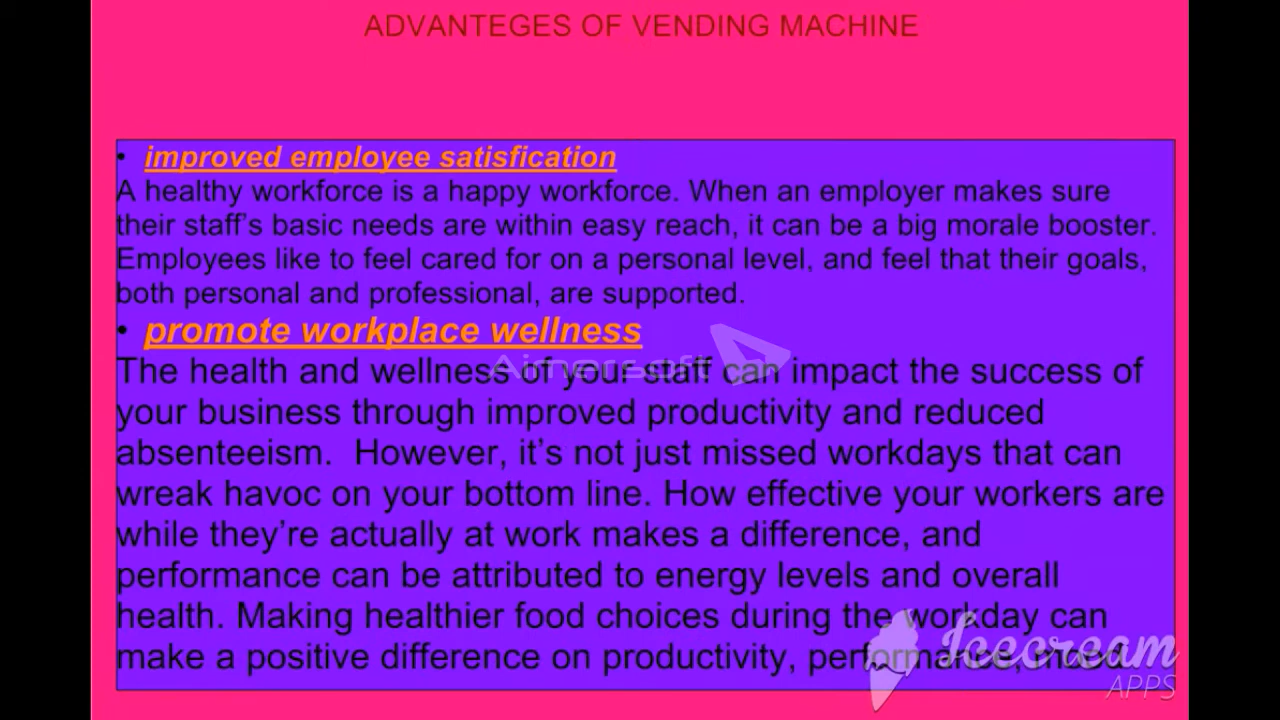 ADVANTEGES OF VENDING MACHINE
• improved employee satisfication
A healthy workforce is a happy workforce. When an employer makes sure
their staff’s basic needs are within easy reach, it can be a big morale booster.
Employees like to feel cared for on a personal level, and feel that their goals,
both personal and professional, are supported.
• promote workplace wellness
Aimersoft
The health and wellness of your staff can impact the success of
your business through improved productivity and reduced
absenteeism.  However, it’s not just missed workdays that can
wreak havoc on your bottom line. How effective your workers are
while they’re actually at work makes a difference, and
performance can be attributed to energy levels and overall
health. Making healthier food choices during the workday can
make a positive difference on productivity, performance, mood
Icecream
APPS